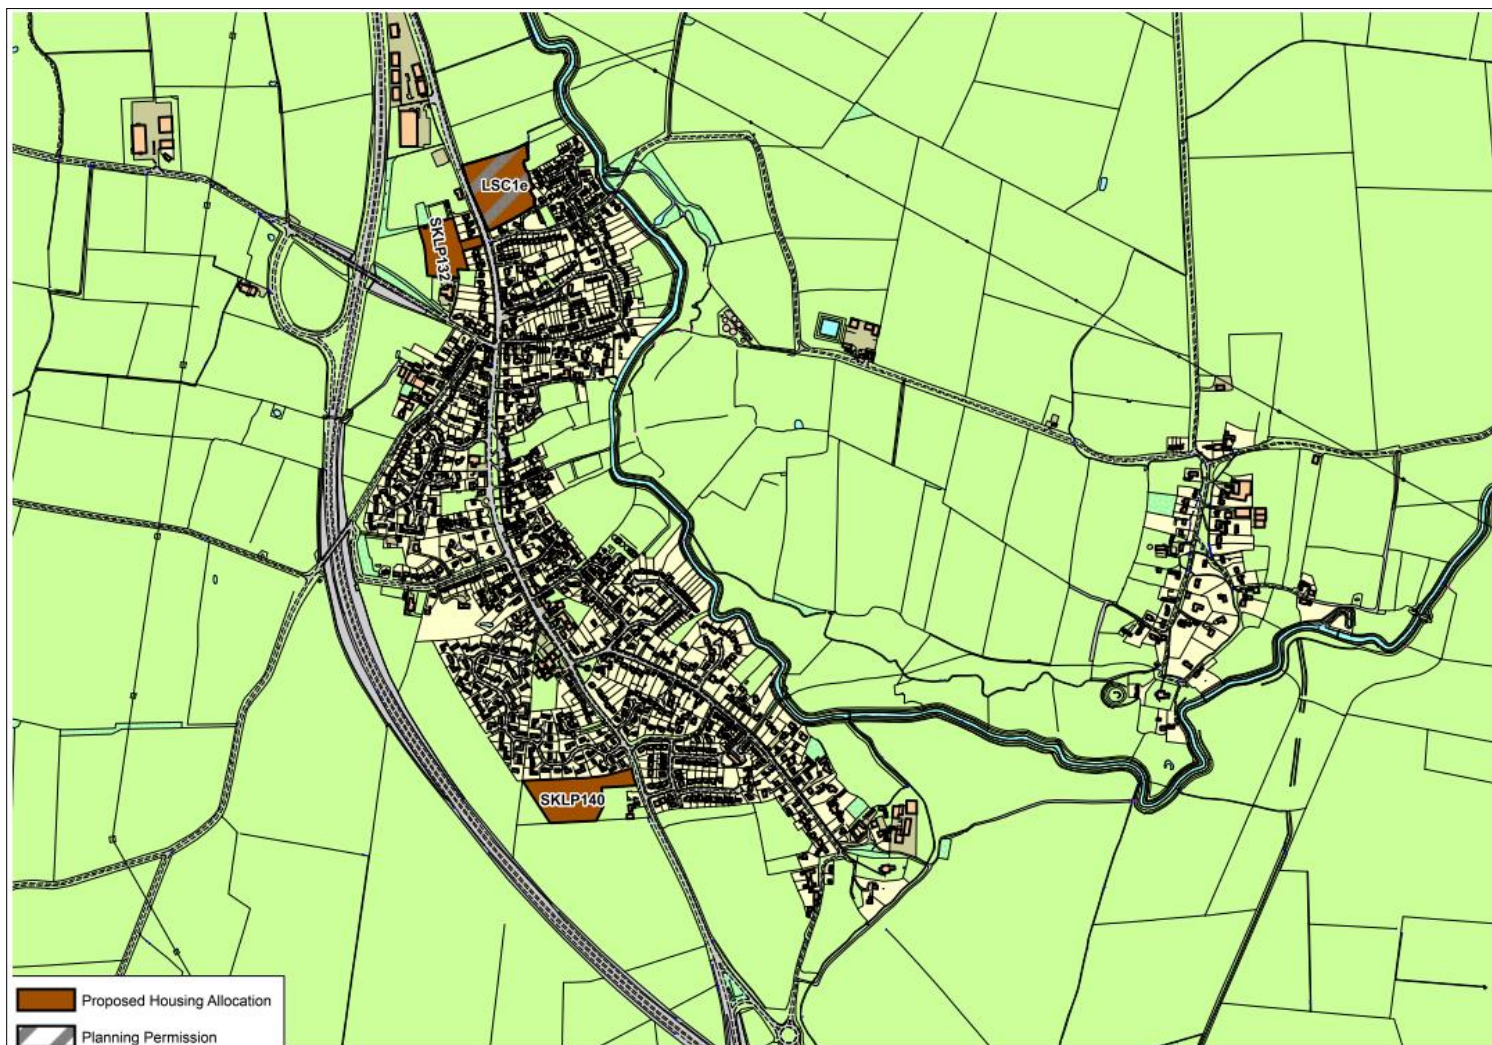 LSC1e
SKLP132
SKLP140
Proposed Housing Allocation
Planning Permission